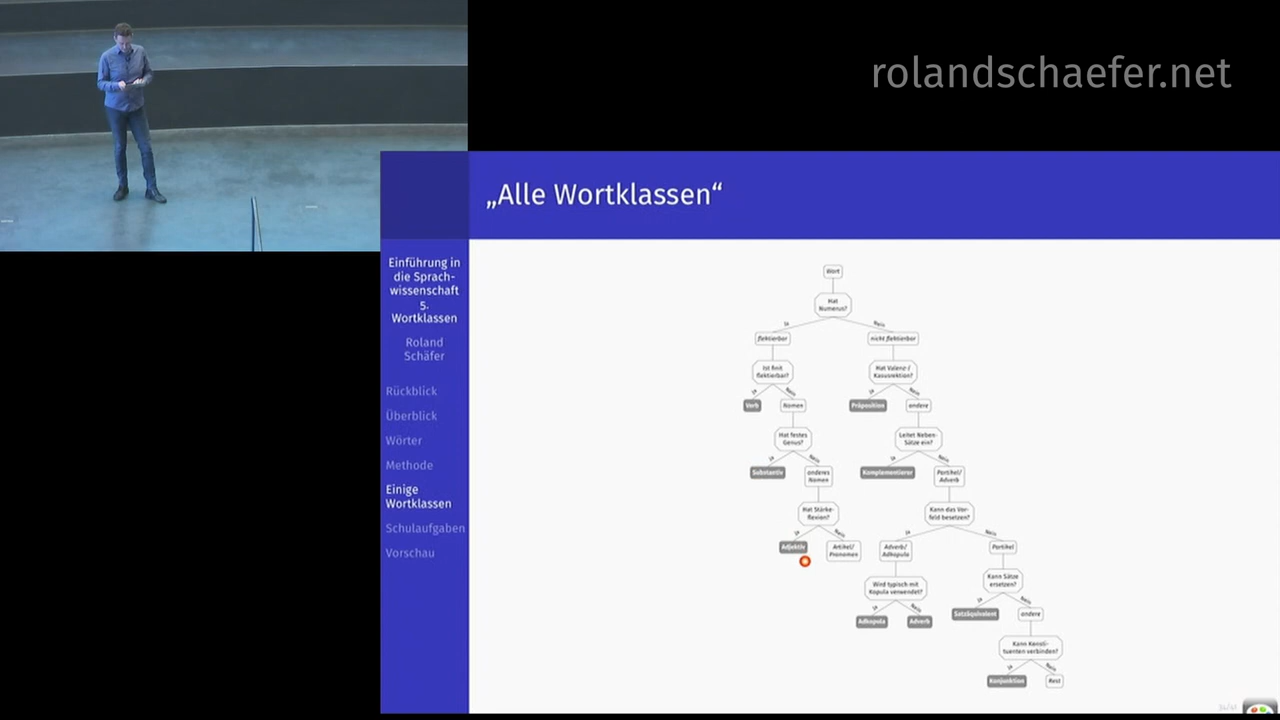 rolandschaefer.net
„Alle Wortklassen“
Einführung in
die Sprach-
wissenschaft
5.
Wortklassen
Roland
Schäfer
Rückblick
Überblick
Wörter
Methode
Einige
Wortklassen
Schulaufgaben
Vorschau
Wort
Hat
Numerus?
Ja
Nein
flektierbar
nicht flektierbar
Ist finit
flektierbar?
Hat Valenz-/
Kasusrektion?
Ja
Nein
Ja
Nein
Verb
Nomen
Präposition
andere
Hat festes
Genus?
Leitet Neben-
sätze ein?
Ja
Nein
Ja
Nein
Substantiv
anderes
Nomen
Komplementierer
Partikel/
Adverb
Hat Stärke-
flexion?
Kann das Vor-
feld besetzen?
Ja
Nein
Ja
Nein
Adjektiv
Artikel/
Pronomen
Adverb/
Adkopula
Partikel
Wird typisch mit
Kopula verwendet?
Kann Sätze
ersetzen?
Ja
Nein
Ja
Nein
Adkopula
Adverb
Satzäquivalent
andere
Kann Konsti-
tuenten verbinden?
Ja
Nein
Konjunktion
Rest